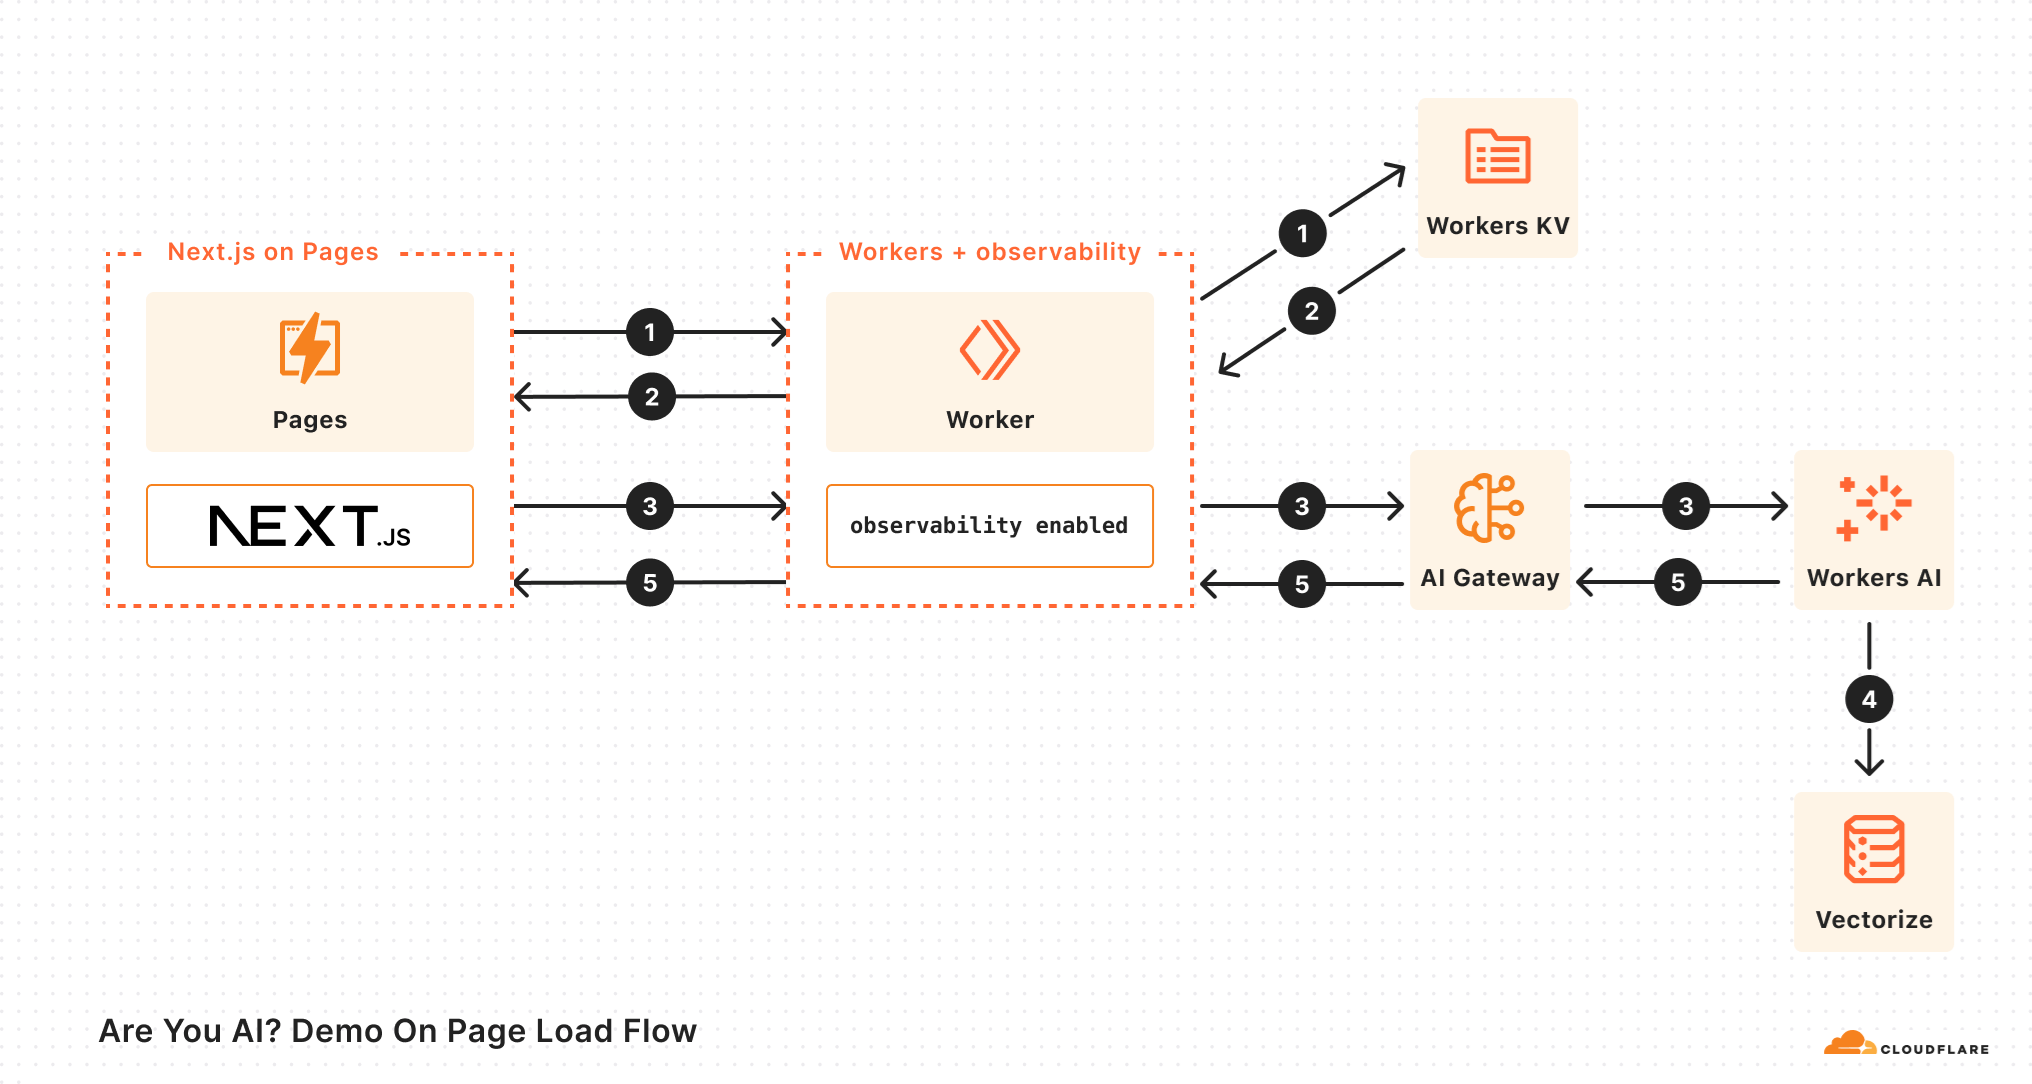 Workers KV
1
2
Next.js on Pages
Pages
NEXT.JS
1
2
3
5
Workers + observability
Worker
observability enabled
3
5
AI Gateway
3
5
Workers AI
4
Vectorize
Are You AI? Demo On Page Load Flow
CLOUDFLARE